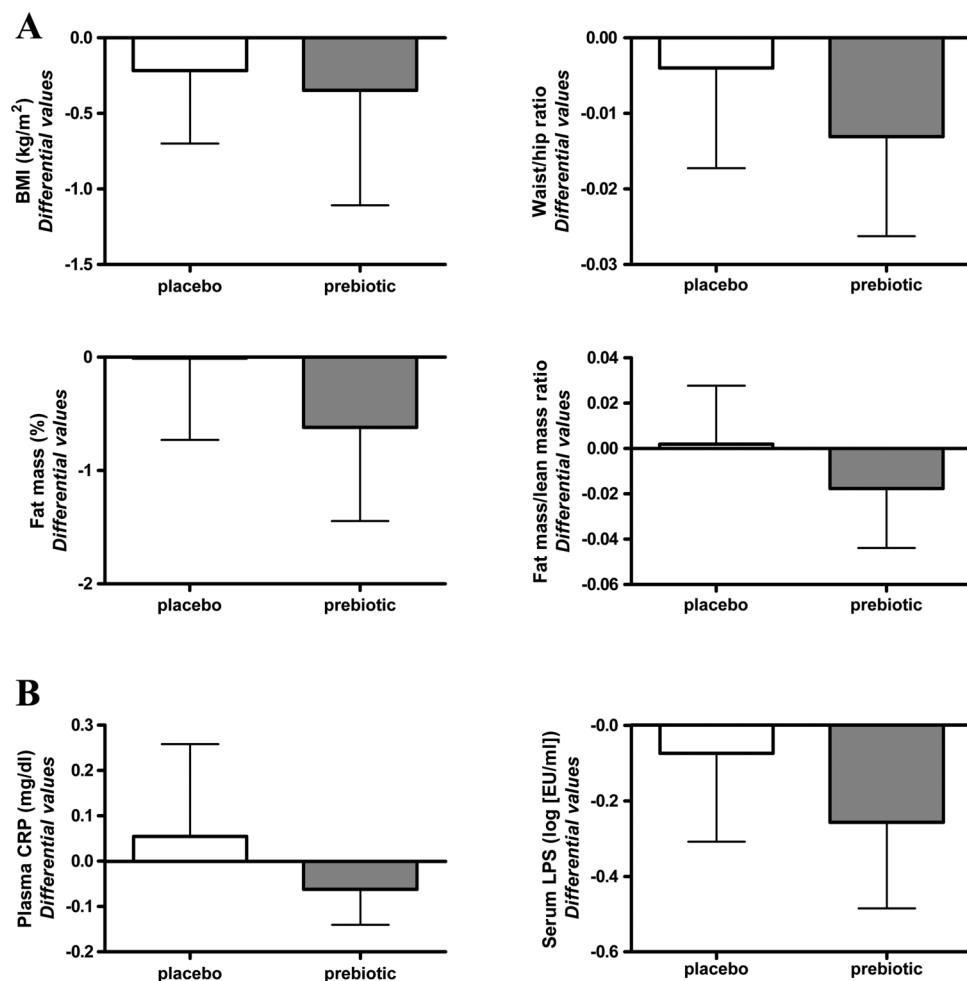 A
BMI (kg/m²)
Differential values
0.0
-0.5
-1.0
-1.5
placebo
prebiotic
Waist/hip ratio
Differential values
0.00
-0.01
-0.02
-0.03
placebo
prebiotic
Fat mass (%)
Differential values
0
-1
-2
placebo
prebiotic
Fat mass/lean mass ratio
Differential values
0.04
0.02
0.00
-0.02
-0.04
-0.06
placebo
prebiotic
B
Plasma CRP (mg/dl)
Differential values
0.3
0.2
0.1
0.0
-0.1
-0.2
placebo
prebiotic
Serum LPS (log [EU/ml])
Differential values
-0.0
-0.2
-0.4
-0.6
placebo
prebiotic